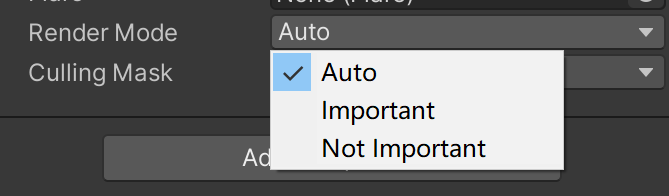 Render Mode Auto
Culling Mask
Auto
Important
Not Important